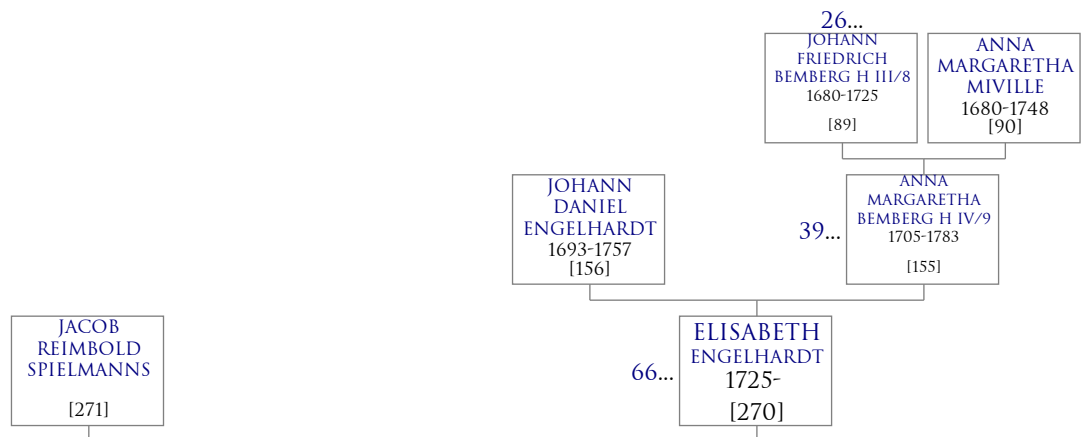 26...
JOHANN
FRIEDRICH
BEMBERG H III/8
1680-1725
[89]
ANNA
MARGARETHA
MIVILLE
1680-1748
[90]
JOHANN
DANIEL
ENGELHARDT
1693-1757
[156]
39...
ANNA
MARGARETHA
BEMBERG H IV/9
1705-1783
[155]
JACOB
REIMBOLD
SPIELMANNS
[271]
66...
ELISABETH
ENGELHARDT
1725-
[270]